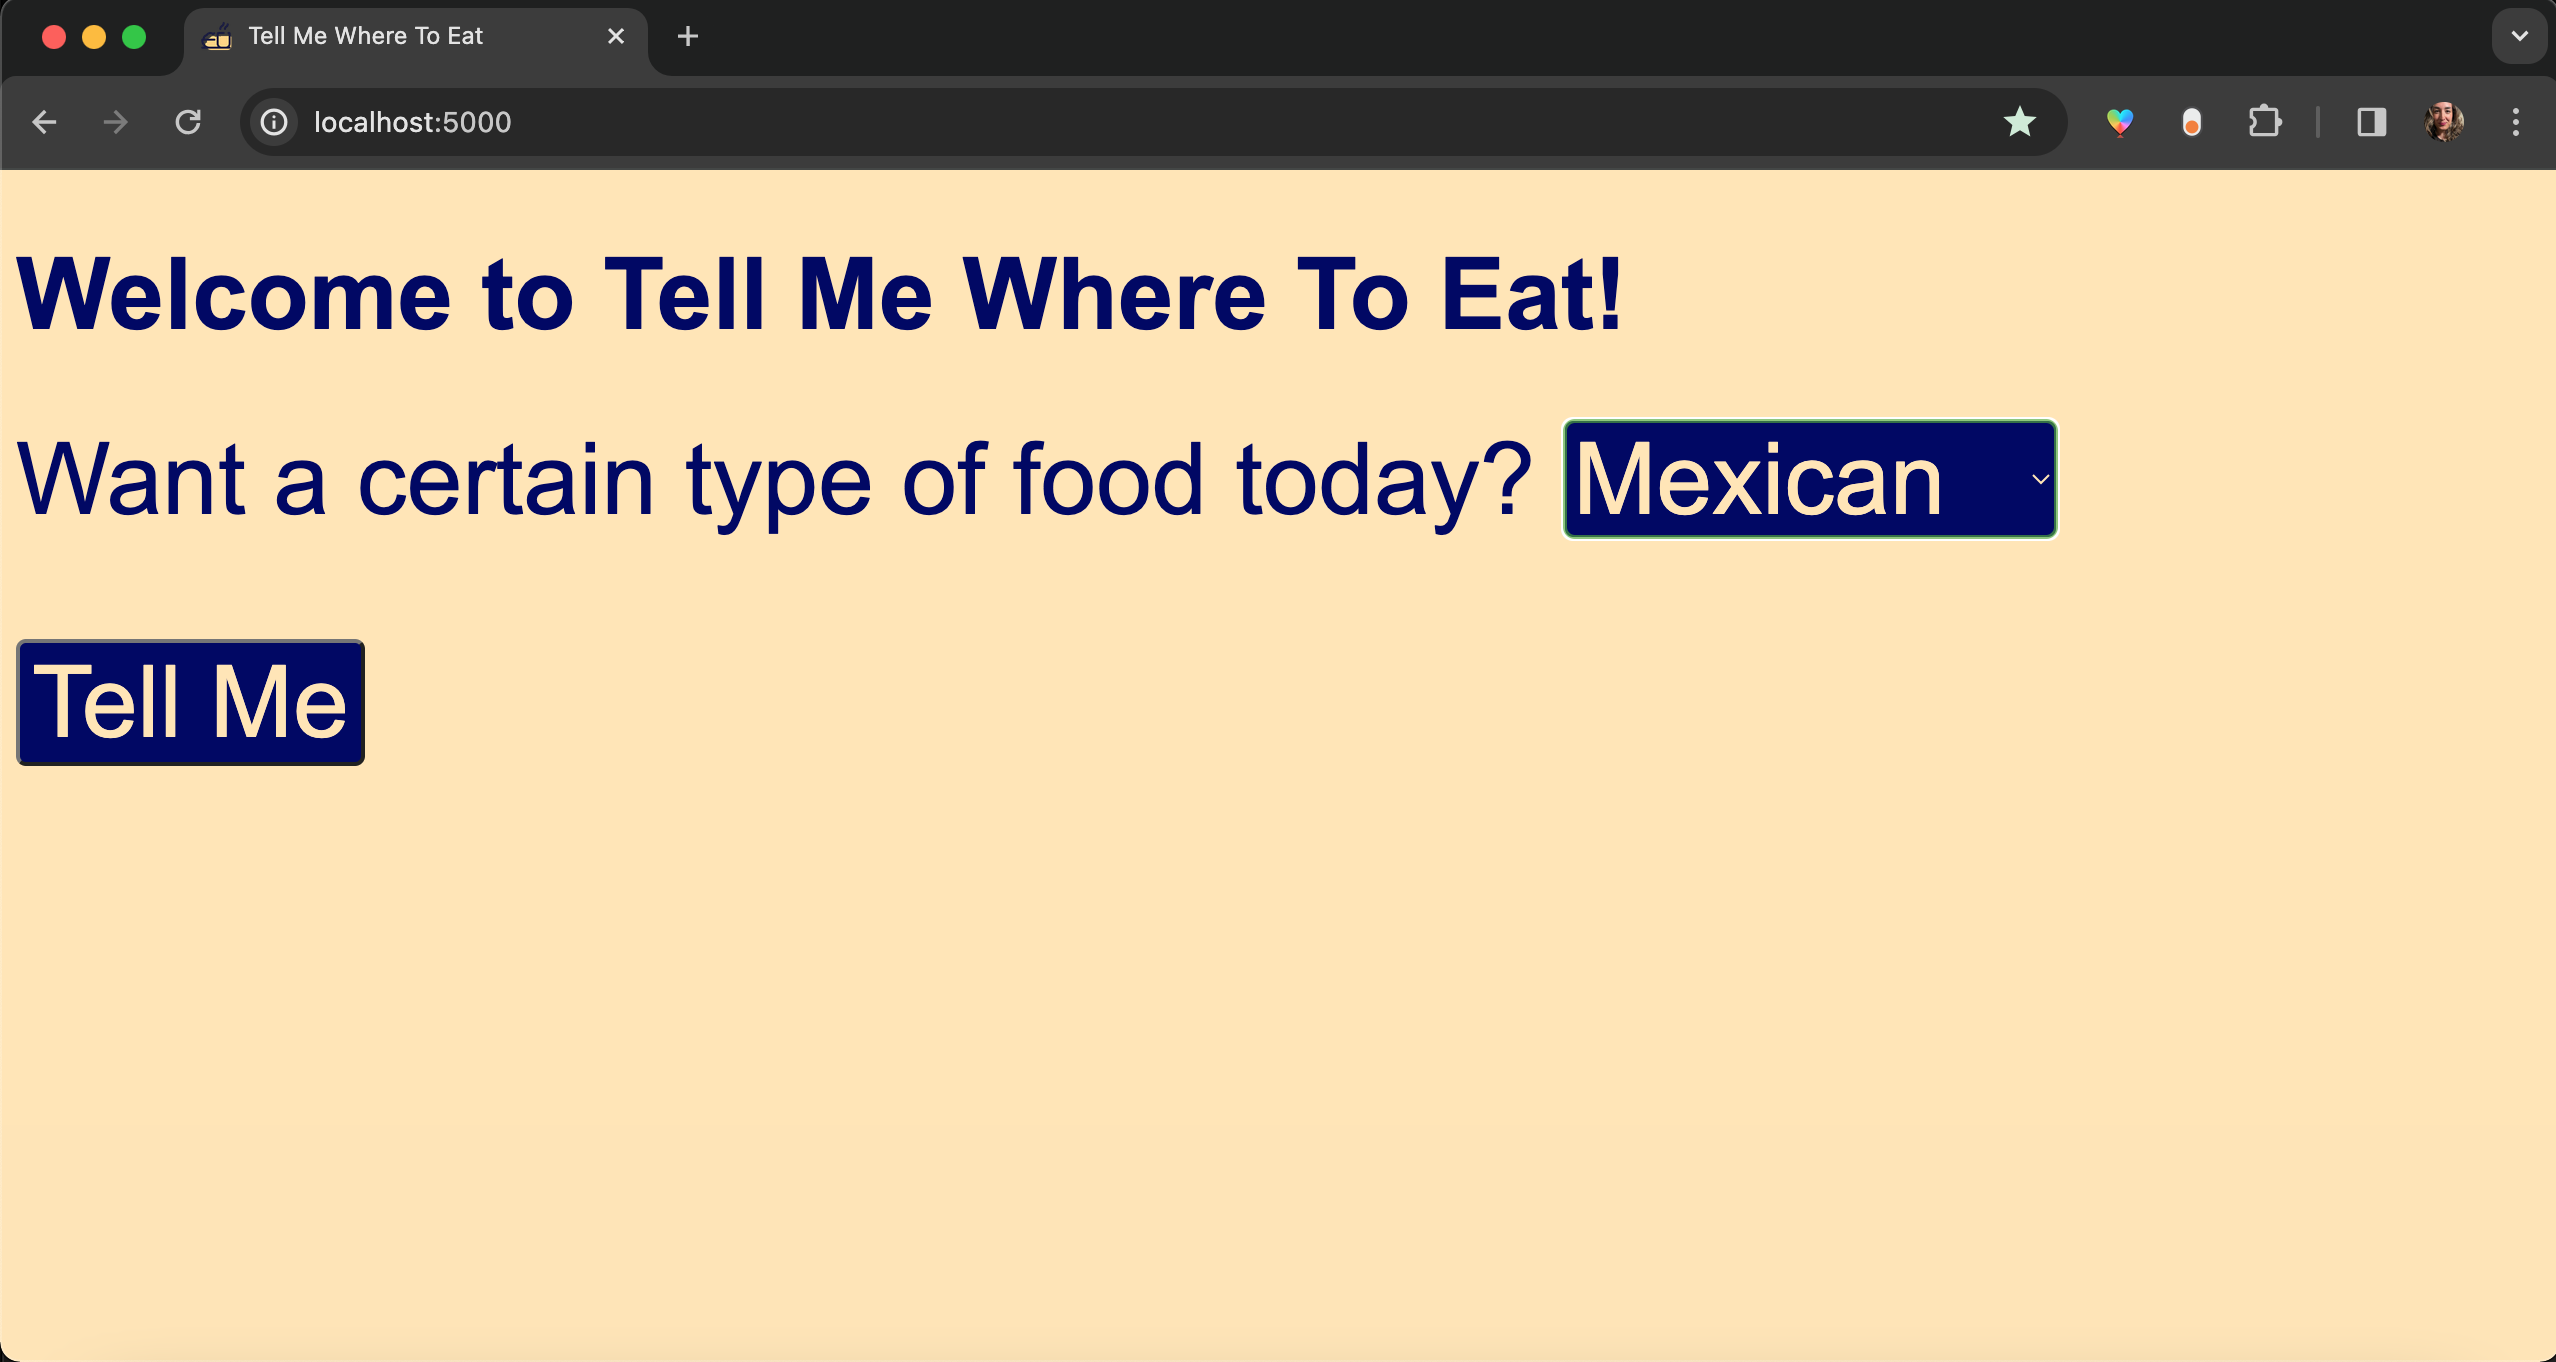 Tell Me Where To Eat
localhost:5000
Welcome to Tell Me Where To Eat!
Want a certain type of food today? Mexican
Tell Me